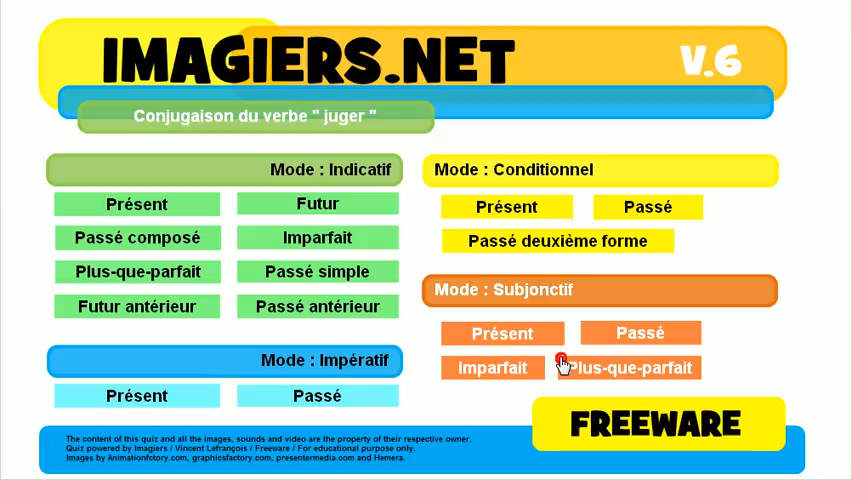 IMAGIERS.NET
V.6
Conjugaison du verbe " juger "
Mode : Indicatif
Présent
Futur
Passé composé
Imparfait
Plus-que-parfait
Passé simple
Futur antérieur
Passé antérieur
Mode : Impératif
Présent
Passé
Mode : Conditionnel
Présent
Passé
Passé deuxième forme
Mode : Subjonctif
Présent
Passé
Imparfait
Plus-que-parfait
FREEWARE
The content of this quiz and all the images, sounds and video are the property of their respective owner.
Quiz powered by Imagiers / Vincent Lefrançois / Freeware / For educational purpose only.
Images by Animationfctory.com, graphicsfactory.com, presentermedia.com and Hemera.